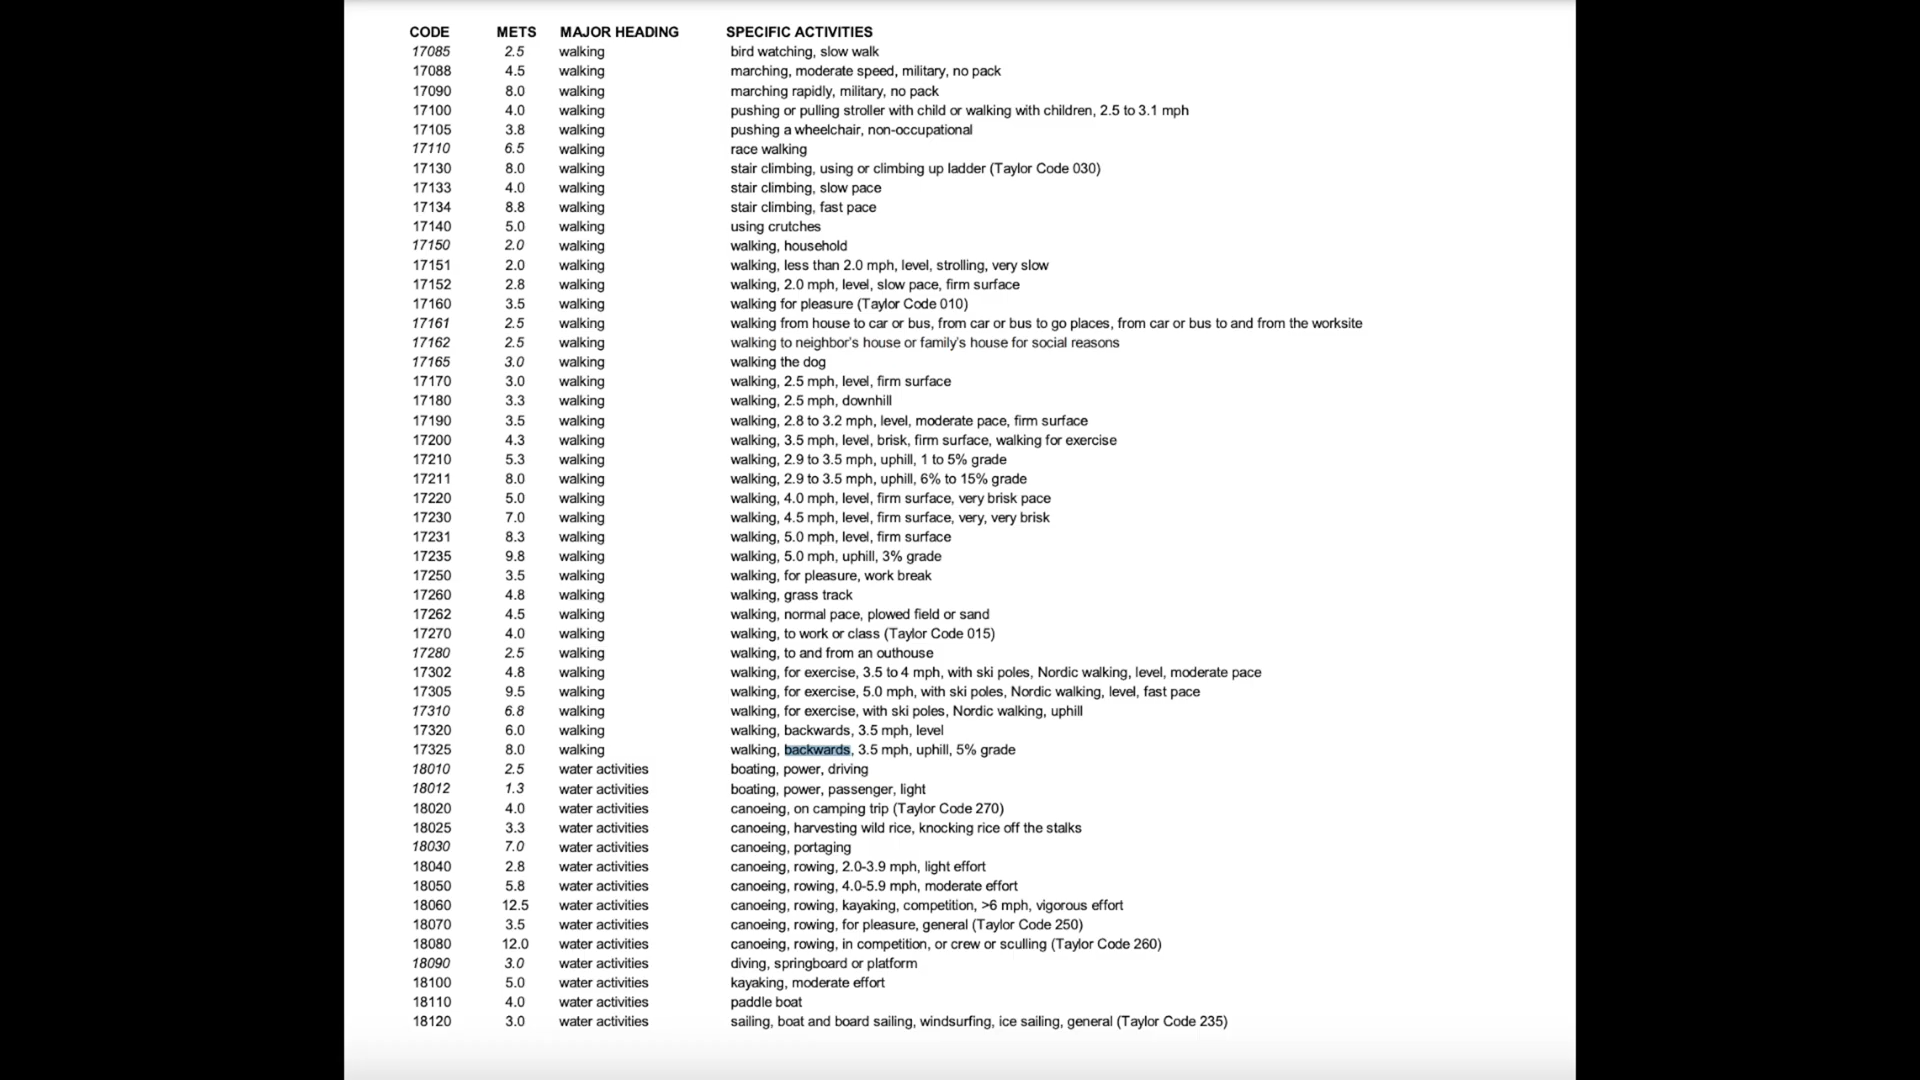 CODE METS MAJOR HEADING SPECIFIC ACTIVITIES
17085 2.5 walking bird watching, slow walk
17088 4.5 walking marching, moderate speed, military, no pack
17090 8.0 walking marching rapidly, military, no pack
17100 4.0 walking pushing or pulling stroller with child or walking with children, 2.5 to 3.1 mph
17105 3.8 walking pushing a wheelchair, non-occupational
17110 6.5 walking race walking
17130 8.0 walking stair climbing, using or climbing up ladder (Taylor Code 030)
17133 4.0 walking stair climbing, slow pace
17134 8.8 walking stair climbing, fast pace
17140 5.0 walking using crutches
17150 2.0 walking walking, household
17151 2.0 walking walking, less than 2.0 mph, level, strolling, very slow
17152 2.8 walking walking, 2.0 mph, level, slow pace, firm surface
17160 3.5 walking walking for pleasure (Taylor Code 010)
17161 2.5 walking walking from house to car or bus, from car or bus to go places, from car or bus to and from the worksite
17162 2.5 walking walking to neighbor's house or family's house for social reasons
17165 3.0 walking walking the dog
17170 3.0 walking walking, 2.5 mph, level, firm surface
17180 3.3 walking walking, 2.5 mph, downhill
17190 3.5 walking walking, 2.8 to 3.2 mph, level, moderate pace, firm surface
17200 4.3 walking walking, 3.5 mph, level, brisk, firm surface, walking for exercise
17210 5.3 walking walking, 2.9 to 3.5 mph, uphill, 1 to 5% grade
17211 8.0 walking walking, 2.9 to 3.5 mph, uphill, 6% to 15% grade
17220 5.0 walking walking, 4.0 mph, level, firm surface, very brisk pace
17230 7.0 walking walking, 4.5 mph, level, firm surface, very, very brisk
17231 8.3 walking walking, 5.0 mph, level, firm surface
17235 9.8 walking walking, 5.0 mph, uphill, 3% grade
17250 3.5 walking walking, for pleasure, work break
17260 4.8 walking walking, grass track
17262 4.5 walking walking, normal pace, plowed field or sand
17270 4.0 walking walking, to work or class (Taylor Code 015)
17280 2.5 walking walking, to and from an outhouse
17302 4.8 walking walking, for exercise, 3.5 to 4 mph, with ski poles, Nordic walking, level, moderate pace
17305 9.5 walking walking, for exercise, 5.0 mph, with ski poles, Nordic walking, level, fast pace
17310 6.8 walking walking, for exercise, with ski poles, Nordic walking, uphill
17320 6.0 walking walking, backwards, 3.5 mph, level
17325 8.0 walking walking, backwards, 3.5 mph, uphill, 5% grade
18010 2.5 water activities boating, power, driving
18012 1.3 water activities boating, power, passenger, light
18020 4.0 water activities canoeing, on camping trip (Taylor Code 270)
18025 3.3 water activities canoeing, harvesting wild rice, knocking rice off the stalks
18030 7.0 water activities canoeing, portaging
18040 2.8 water activities canoeing, rowing, 2.0-3.9 mph, light effort
18050 5.8 water activities canoeing, rowing, 4.0-5.9 mph, moderate effort
18060 12.5 water activities canoeing, rowing, kayaking, competition, >6 mph, vigorous effort
18070 3.5 water activities canoeing, rowing, for pleasure, general (Taylor Code 250)
18080 12.0 water activities canoeing, rowing, in competition, or crew or sculling (Taylor Code 260)
18090 3.0 water activities diving, springboard or platform
18100 5.0 water activities kayaking, moderate effort
18110 4.0 water activities paddle boat
18120 3.0 water activities sailing, boat and board sailing, windsurfing, ice sailing, general (Taylor Code 235)